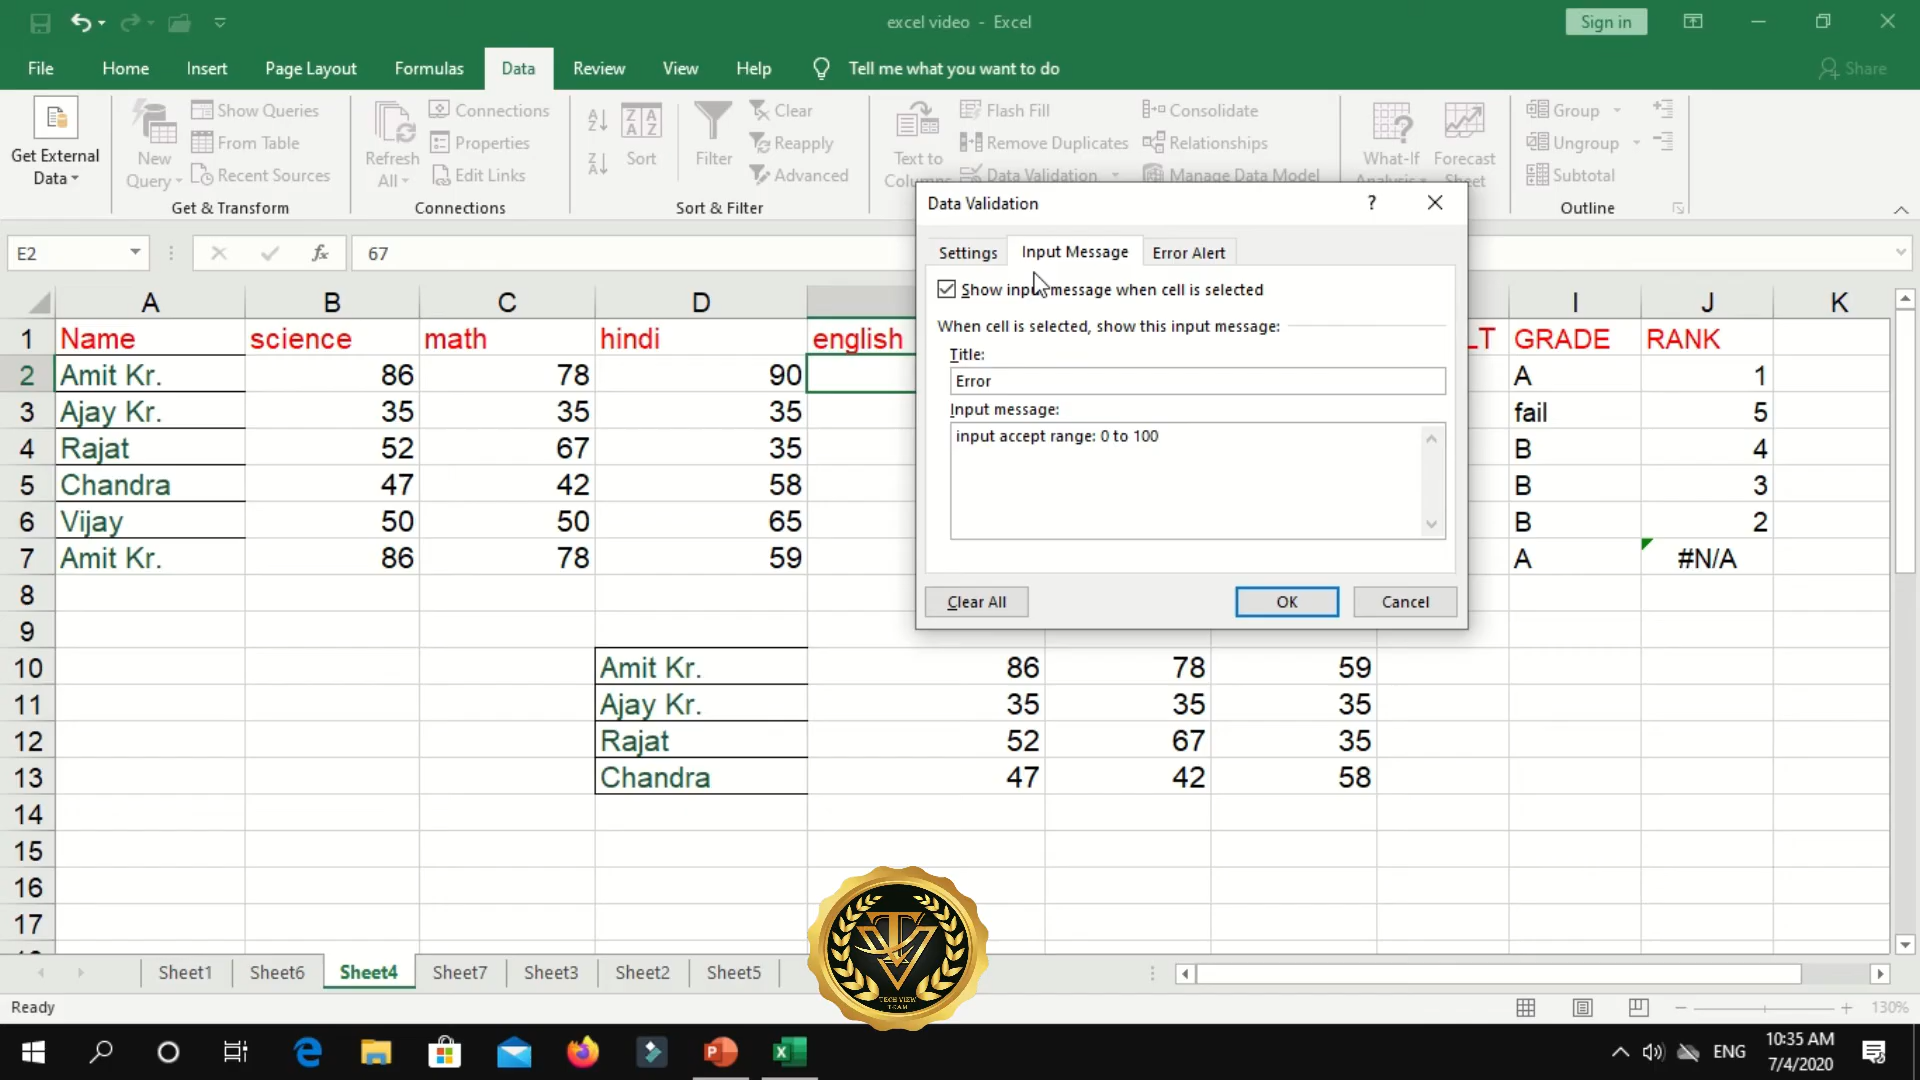 excel video - Excel
Sign in
File Home Insert Page Layout Formulas Data Review View Help Tell me what you want to do Share
Get External Data
New Query
Show Queries
From Table
Recent Sources
Get & Transform
Refresh All
Connections
Properties
Edit Links
Connections
Sort
Filter
Clear
Reapply
Advanced
Sort & Filter
Text to
Flash Fill
Remove Duplicates
Data Validation
Consolidate
Relationships
Manage Data Model
What-If
Forecast
Group
Ungroup
Subtotal
Outline
E2
fx
67
Data Validation ?
Settings Input Message Error Alert
Show input message when cell is selected
When cell is selected, show this input message:
Title:
Error
Input message:
input accept range: 0 to 100
Clear All OK Cancel
A B C D I J K
1 Name science math hindi english LT GRADE RANK
2 Amit Kr. 86 78 90 A 1
3 Ajay Kr. 35 35 35 fail 5
4 Rajat 52 67 35 B 4
5 Chandra 47 42 58 B 3
6 Vijay 50 50 65 B 2
7 Amit Kr. 86 78 59 A #N/A
8
9
10 Amit Kr. 86 78 59
11 Ajay Kr. 35 35 35
12 Rajat 52 67 35
13 Chandra 47 42 58
14
15
16
17
TECH VIEW
TEAM
Sheet1 Sheet6 Sheet4 Sheet7 Sheet3 Sheet2 Sheet5
Ready
130%
ENG
10:35 AM
7/4/2020